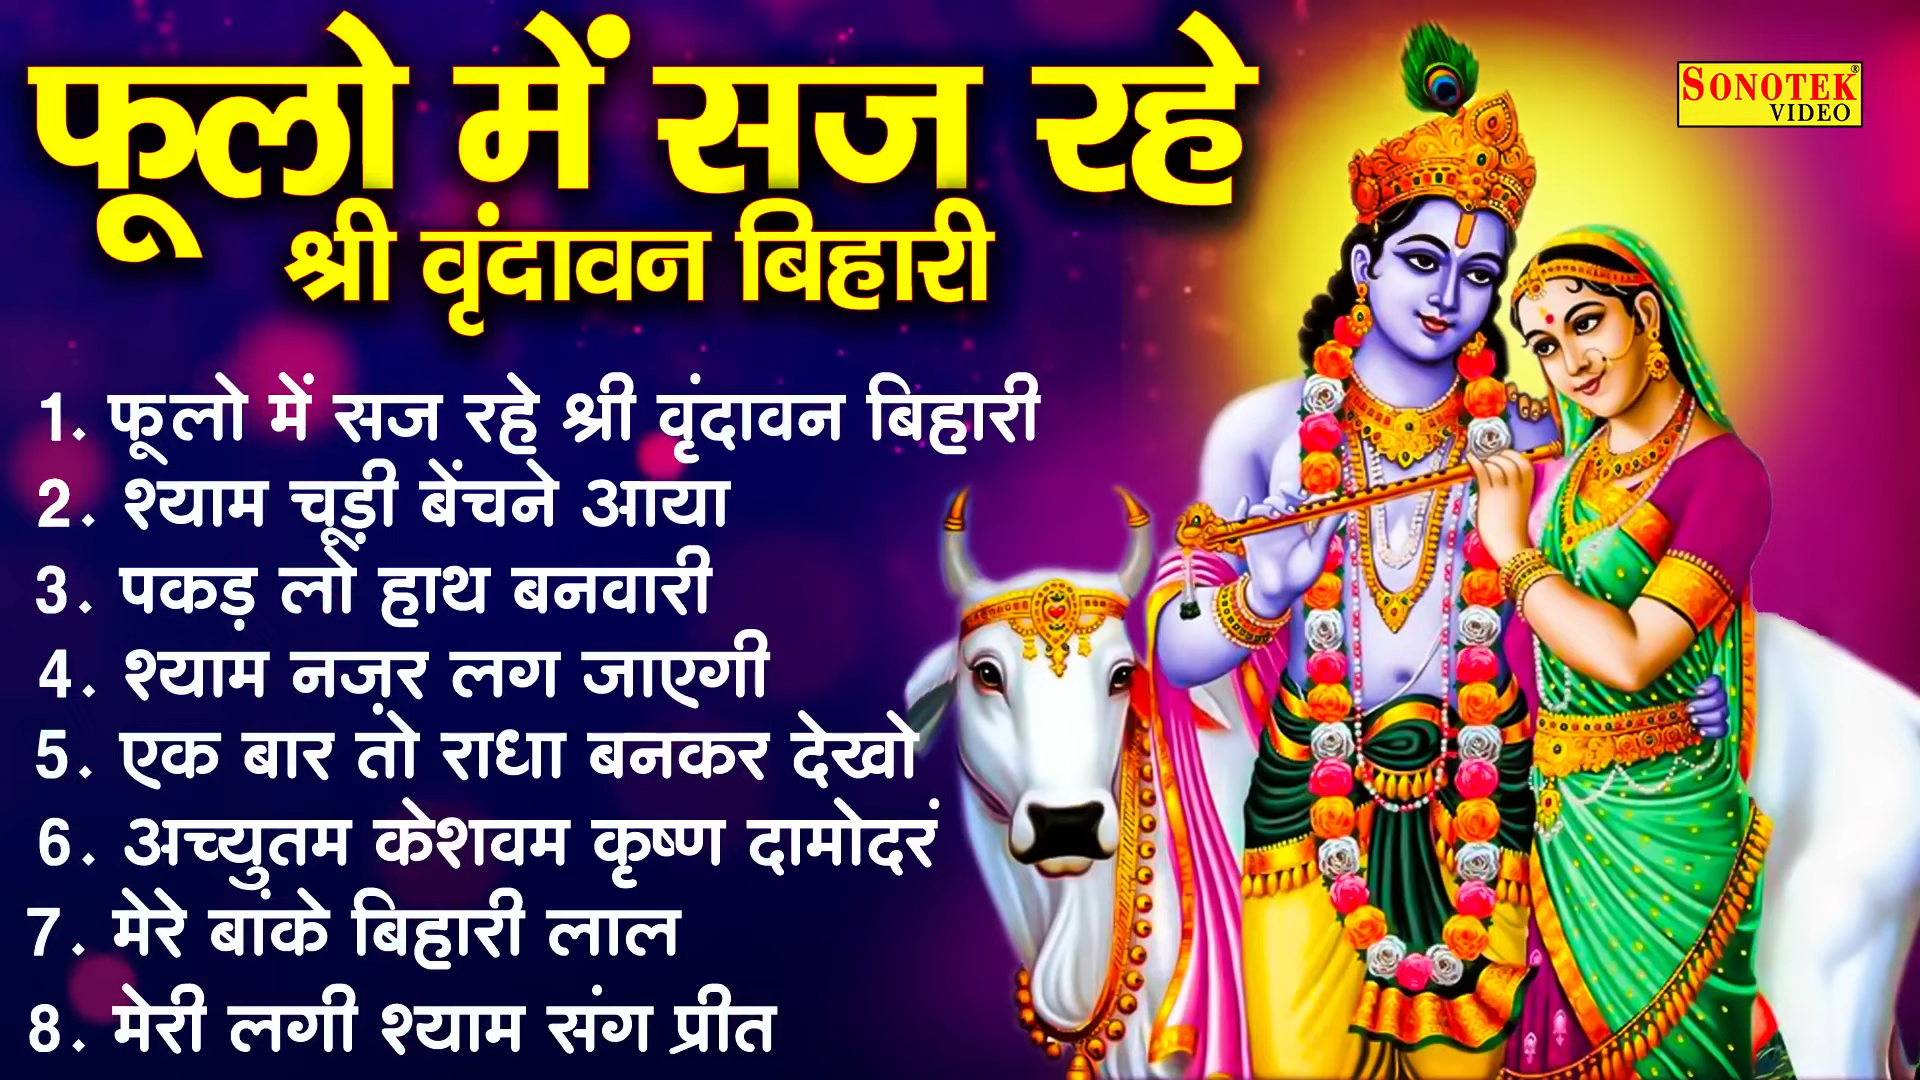 फूलो में सज रहे
श्री वृंदावन बिहारी
SONOTEK®
VIDEO
1. फूलो में सज रहे श्री वृंदावन बिहारी
2. श्याम चूड़ी बेंचने आया
3. पकड़ लों हाथ बनवारी
4. श्याम नज़र लग जाएगी
5. एक बार तो राधा बनकर देखो
6. अच्युतम केशवम कृष्ण दामोदरं
7. मेरे बांके बिहारी लाल
8. मेरी लगी श्याम संग प्रीत